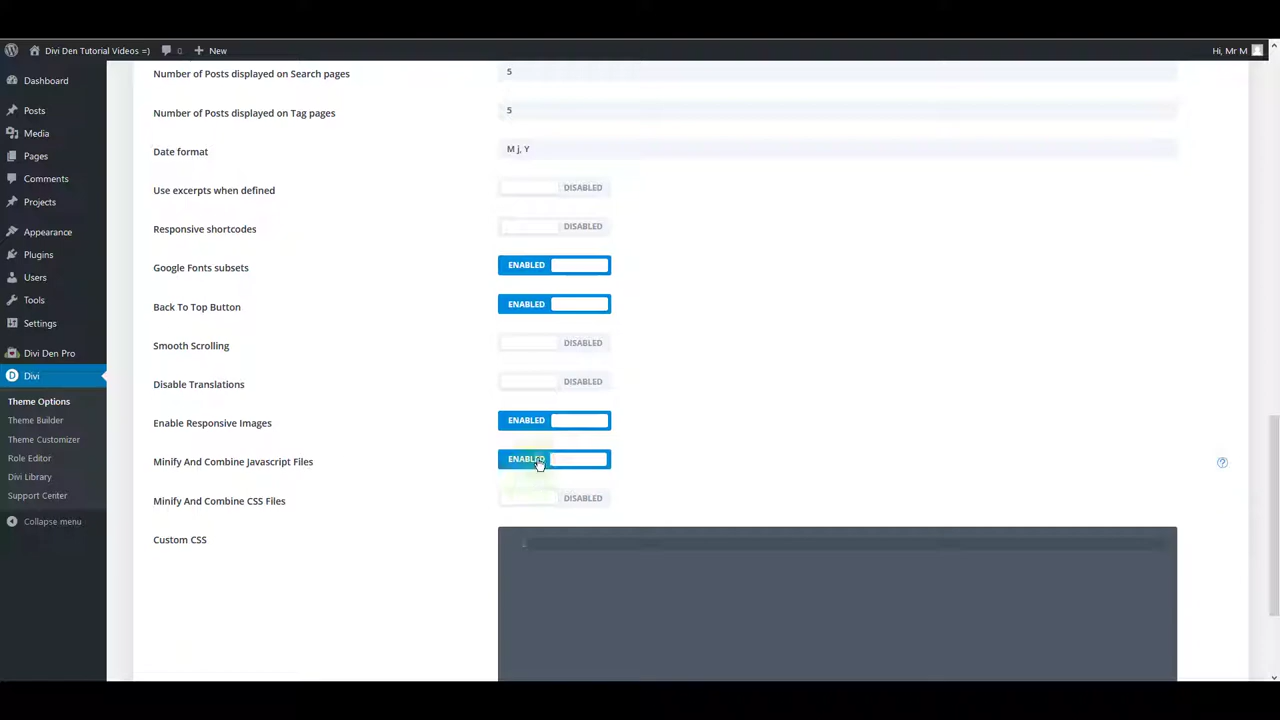 Divi Den Tutorial Videos =) 0 New Hi, Mr M
Dashboard
Posts
Media
Pages
Comments
Projects
Appearance
Plugins
Users
Tools
Settings
Divi Den Pro
Divi
Theme Options
Theme Builder
Theme Customizer
Role Editor
Divi Library
Support Center
Collapse menu
Number of Posts displayed on Search pages 5
Number of Posts displayed on Tag pages 5
Date format M j, Y
Use excerpts when defined DISABLED
Responsive shortcodes DISABLED
Google Fonts subsets ENABLED
Back To Top Button ENABLED
Smooth Scrolling DISABLED
Disable Translations DISABLED
Enable Responsive Images ENABLED
Minify And Combine Javascript Files ENABLED ?
Minify And Combine CSS Files DISABLED
Custom CSS